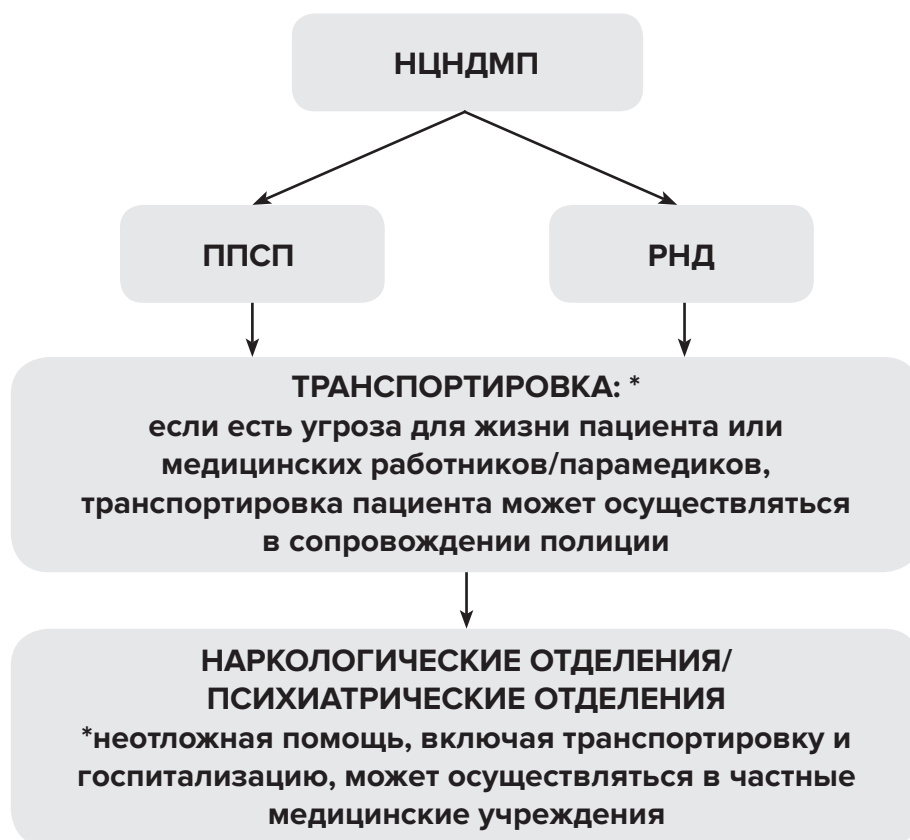 НЦНДМП
ППСП
РНД
ТРАНСПОРТИРОВКА: *
если есть угроза для жизни пациента или
медицинских работников/парамедиков,
транспортировка пациента может осуществляться
в сопровождении полиции
НАРКОЛОГИЧЕСКИЕ ОТДЕЛЕНИЯ/
ПСИХИАТРИЧЕСКИЕ ОТДЕЛЕНИЯ
*неотложная помощь, включая транспортировку и
госпитализацию, может осуществляться в частные
медицинские учреждения